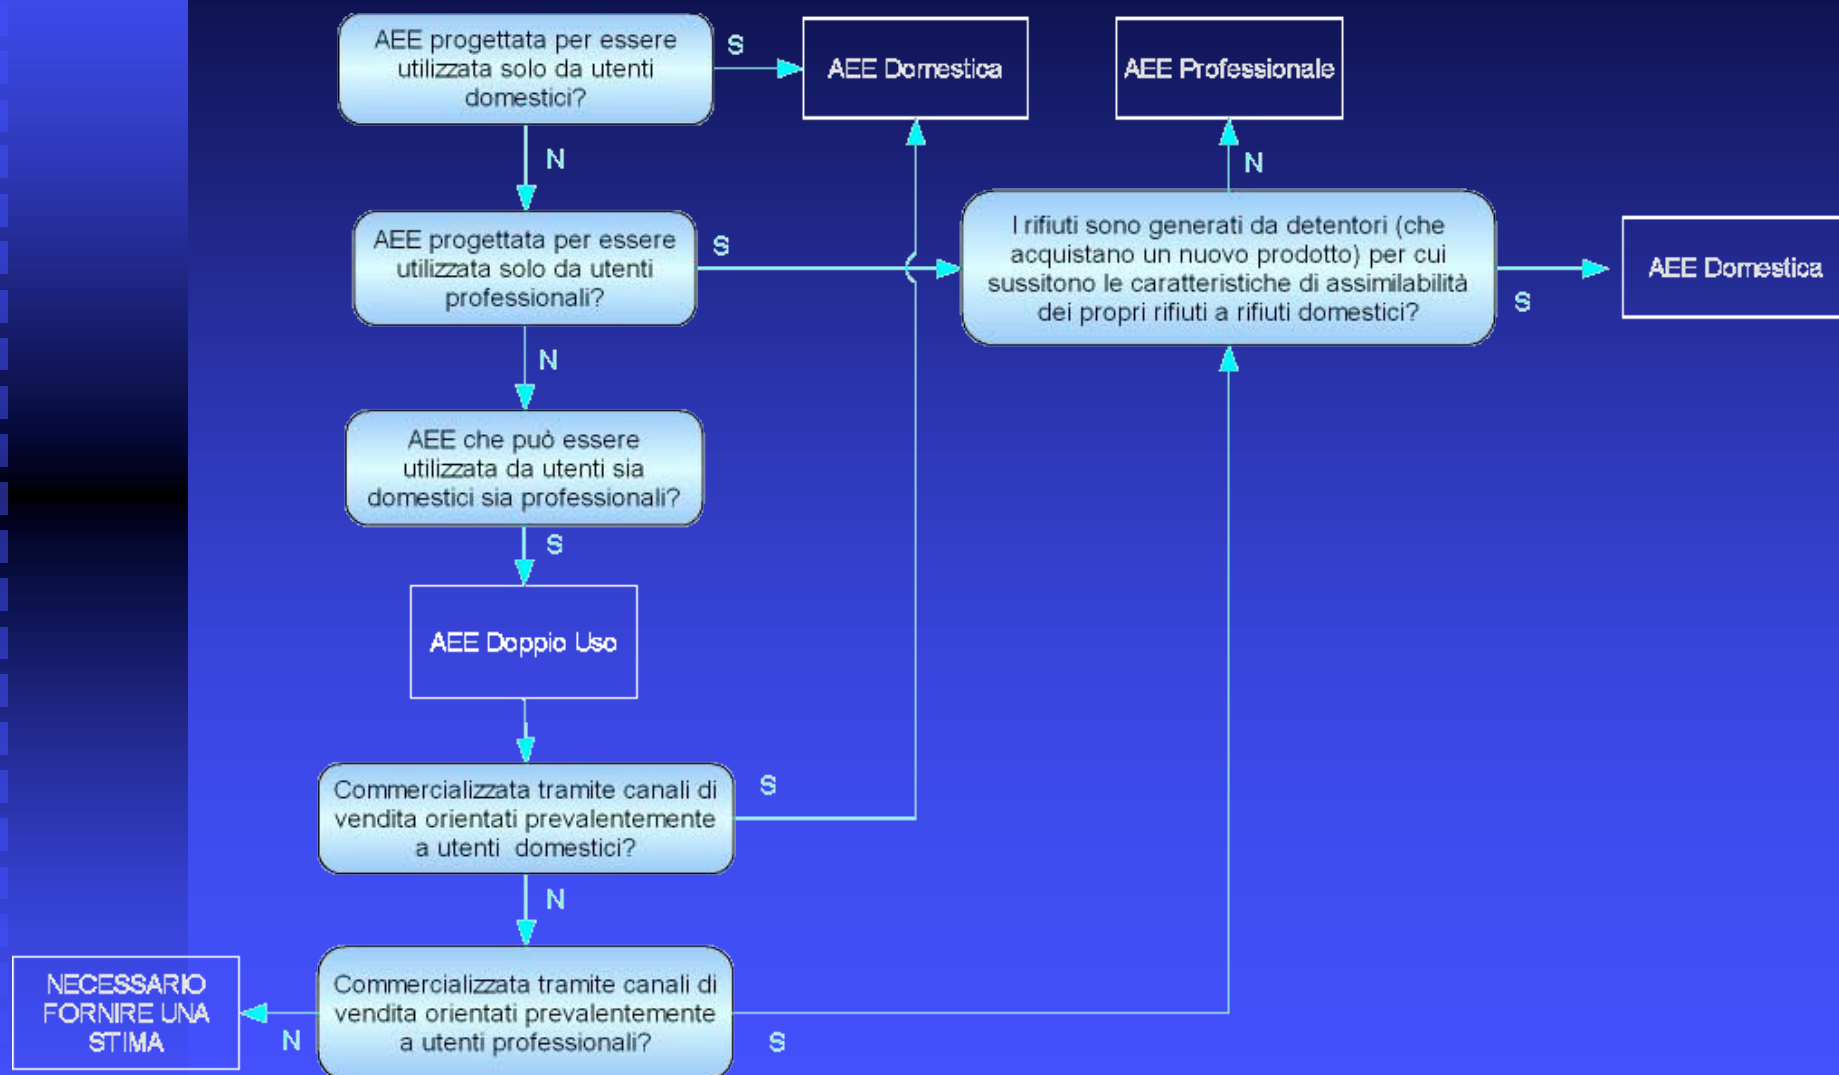 AEE progettata per essere
utilizzata solo da utenti
domestici?
S
AEE Domestica
AEE Professionale
N
N
AEE progettata per essere
utilizzata solo da utenti
professionali?
S
I rifiuti sono generati da detentori (che
acquistano un nuovo prodotto) per cui
sussitono le caratteristiche di assimilabilità
dei propri rifiuti a rifiuti domestici?
S
AEE Domestica
N
AEE che può essere
utilizzata da utenti sia
domestici sia professionali?
S
AEE Doppio Uso
Commercializzata tramite canali di
vendita orientati prevalentemente
a utenti domestici?
S
N
Commercializzata tramite canali di
vendita orientati prevalentemente
a utenti professionali?
S
N
NECESSARIO
FORNIRE UNA
STIMA